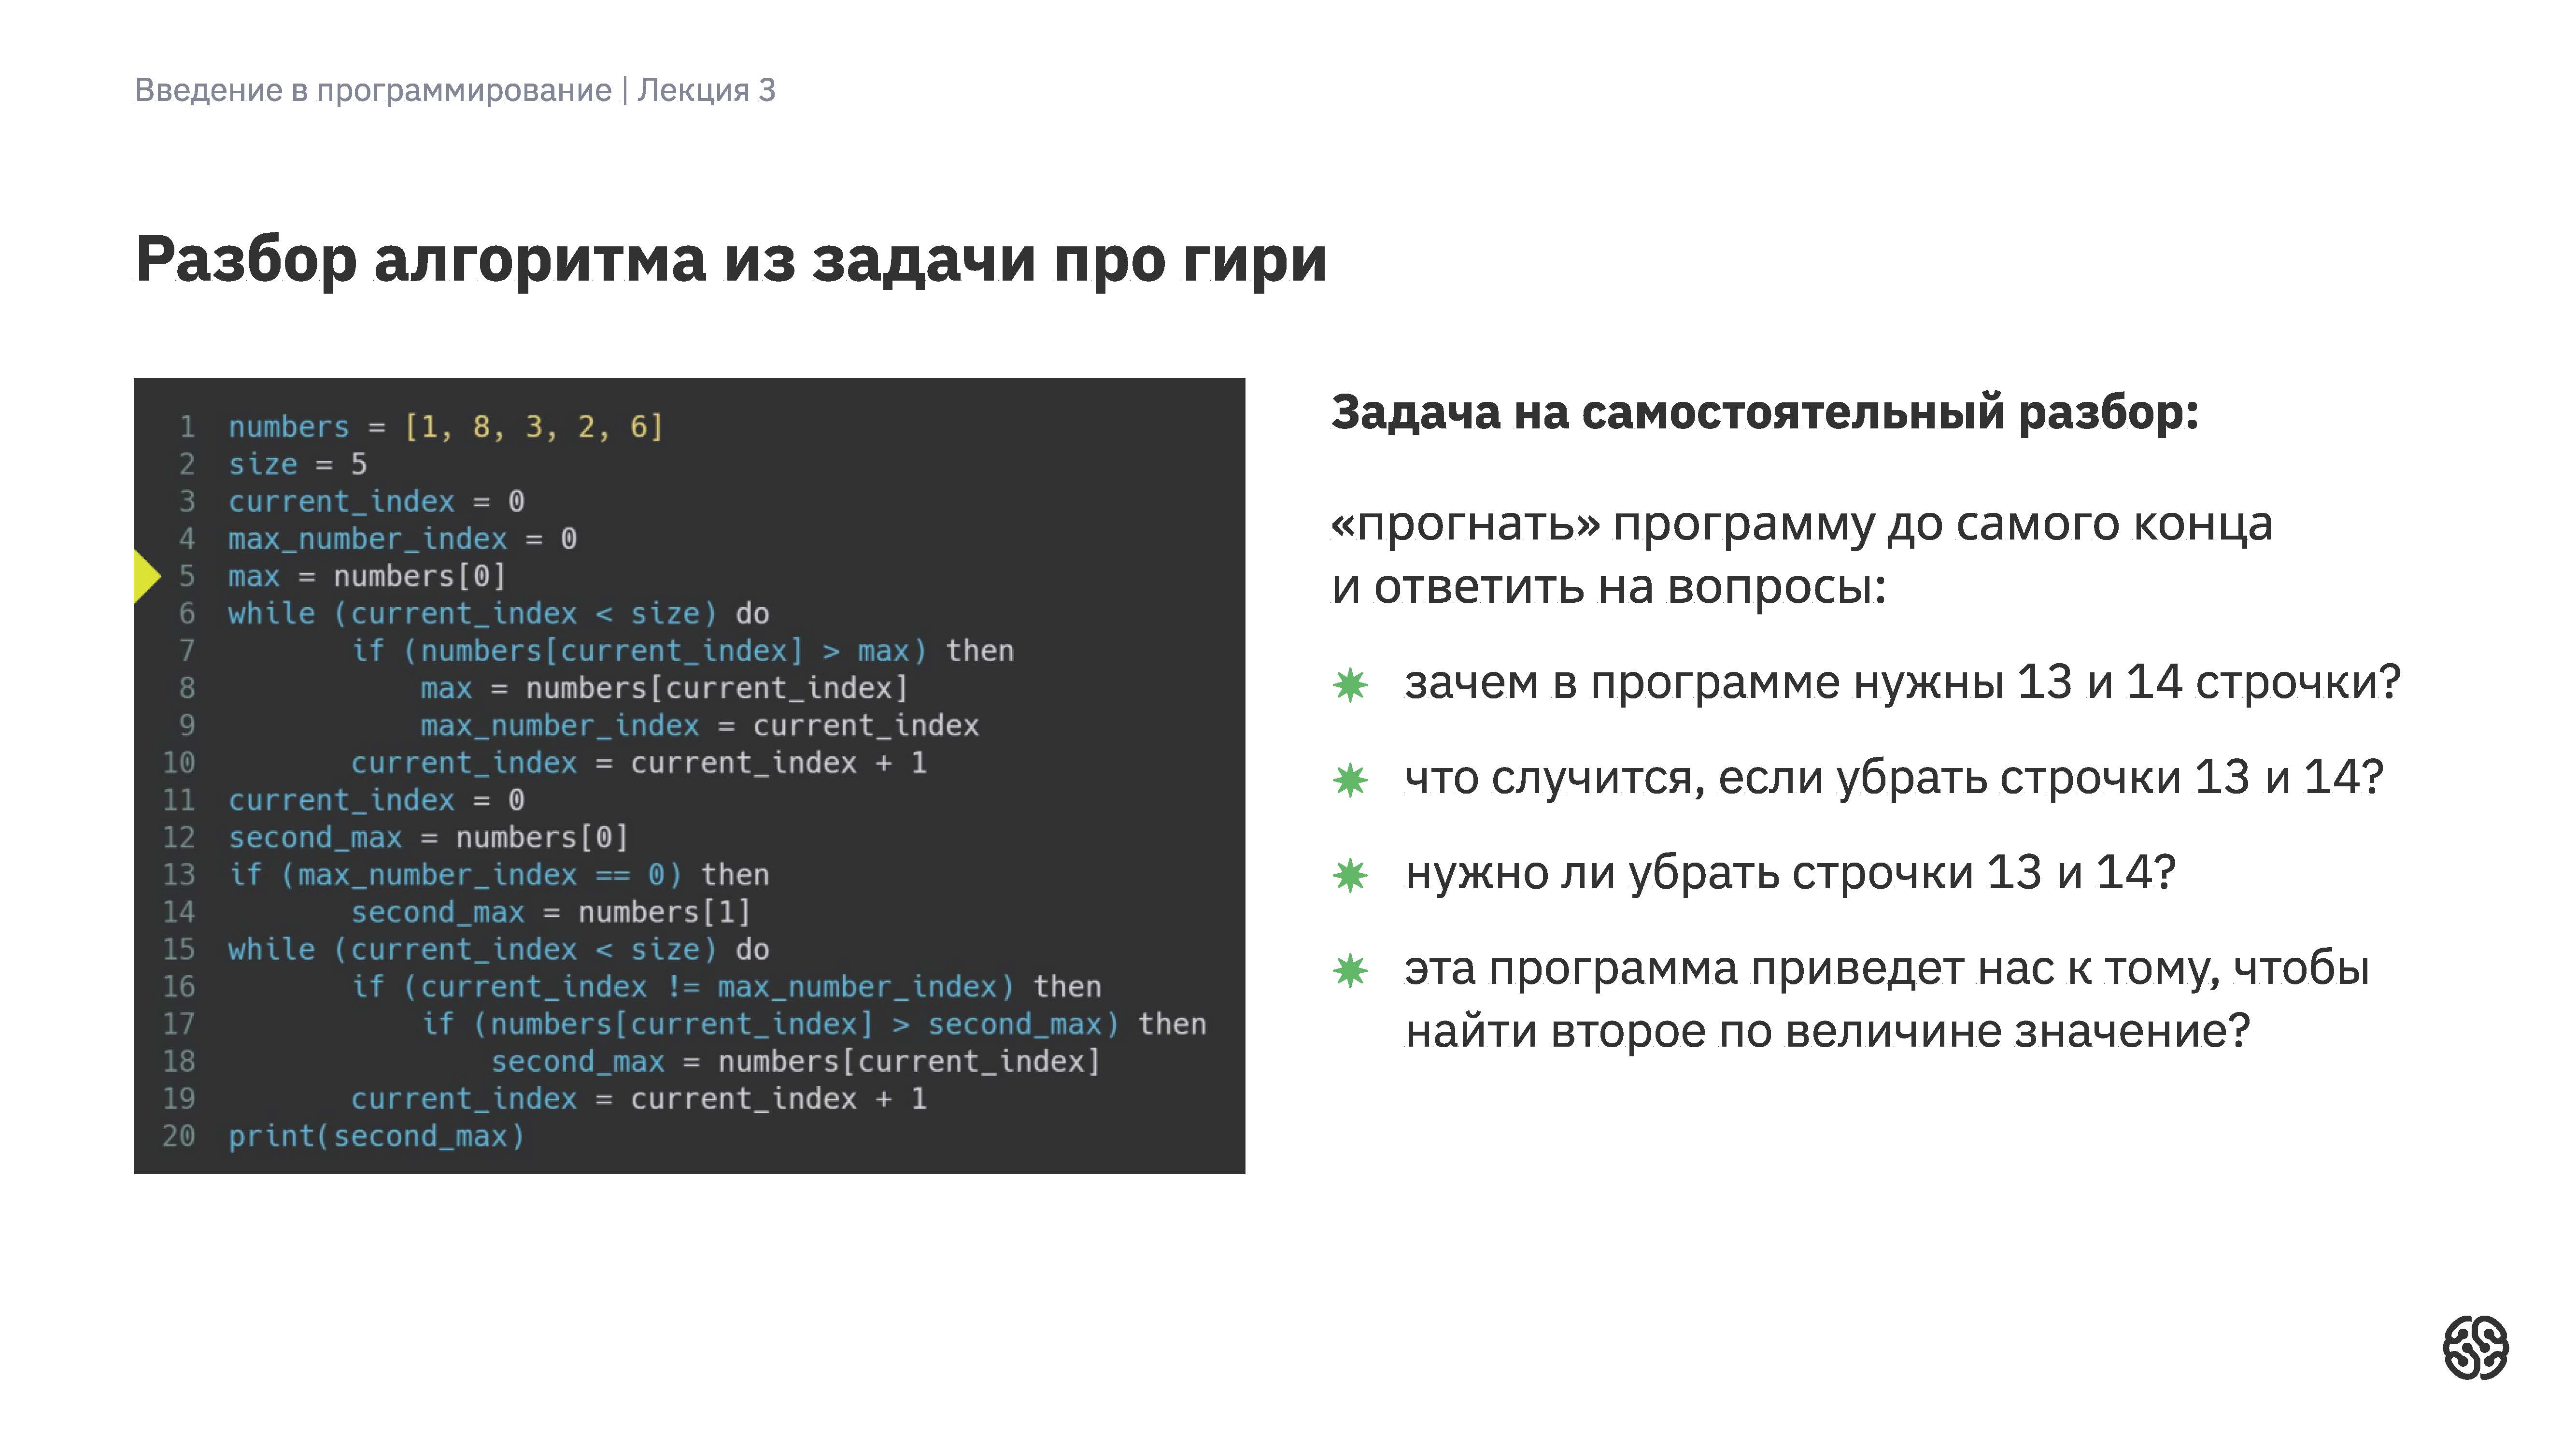 Введение в программирование | Лекция 3
Разбор алгоритма из задачи про гири
1 numbers = [1, 8, 3, 2, 6]
2 size = 5
3 current_index = 0
4 max_number_index = 0
5 max = numbers[0]
6 while (current_index < size) do
7 if (numbers[current_index] > max) then
8 max = numbers[current_index]
9 max_number_index = current_index
10 current_index = current_index + 1
11 current_index = 0
12 second_max = numbers[0]
13 if (max_number_index == 0) then
14 second_max = numbers[1]
15 while (current_index < size) do
16 if (current_index != max_number_index) then
17 if (numbers[current_index] > second_max) then
18 second_max = numbers[current_index]
19 current_index = current_index + 1
20 print(second_max)
Задача на самостоятельный разбор:
«прогнать» программу до самого конца
и ответить на вопросы:
зачем в программе нужны 13 и 14 строчки?
что случится, если убрать строчки 13 и 14?
нужно ли убрать строчки 13 и 14?
эта программа приведет нас к тому, чтобы
найти второе по величине значение?